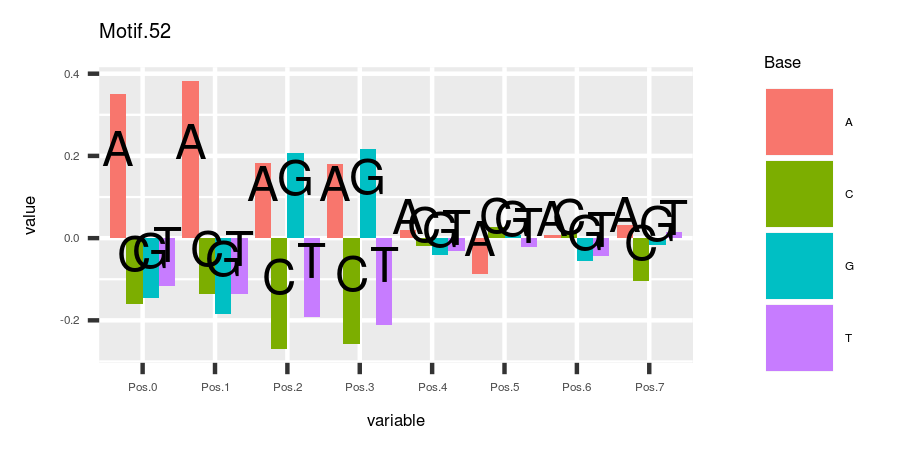 Motif.52
Base
0.4
0.2
0.0
-0.2
value
A C G T A C G T A C G T A C G T A C G T A C G T A C G T A C G T
Pos.0 Pos.1 Pos.2 Pos.3 Pos.4 Pos.5 Pos.6 Pos.7
variable
A
C
G
T